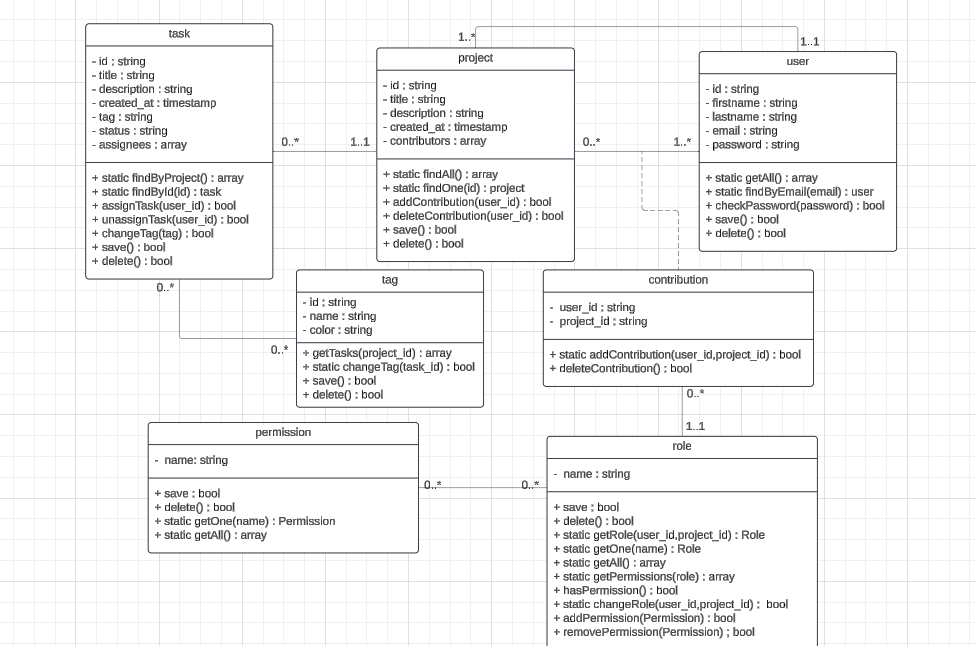 task
- id : string
- title : string
- description : string
- created_at : timestamp
- tag : string
- status : string
- assignees : array
+ static findByProject() : array
+ static findById(id) : task
+ assignTask(user_id) : bool
+ unassignTask(user_id) : bool
+ changeTag(tag) : bool
+ save() : bool
+ delete() : bool
0..*
1..1
1..*
1..1
project
- id : string
- title : string
- description : string
- created_at : timestamp
- contributors : array
+ static findAll() : array
+ static findOne(id) : project
+ addContribution(user_id) : bool
+ deleteContribution(user_id) : bool
+ save() : bool
+ delete() : bool
0..*
1..*
user
- id : string
- firstname : string
- lastname : string
- email : string
- password : string
+ static getAll() : array
+ static findByEmail(email) : user
+ checkPassword(password) : bool
+ save() : bool
+ delete() : bool
0..*
0..*
tag
- id : string
- name : string
- color : string
+ getTasks(project_id) : array
+ static changeTag(task_id) : bool
+ save() : bool
+ delete() : bool
contribution
- user_id : string
- project_id : string
+ static addContribution(user_id,project_id) : bool
+ deleteContribution() : bool
0..*
1..1
permission
- name: string
+ save : bool
+ delete() : bool
+ static getOne(name) : Permission
+ static getAll() : array
0..*
0..*
role
- name : string
+ save : bool
+ delete() : bool
+ static getRole(user_id,project_id) : Role
+ static getOne(name) : Role
+ static getAll() : array
+ static getPermissions(role) : array
+ hasPermission() : bool
+ static changeRole(user_id,project_id) : bool
+ addPermission(Permission) : bool
+ removePermission(Permission) ; bool